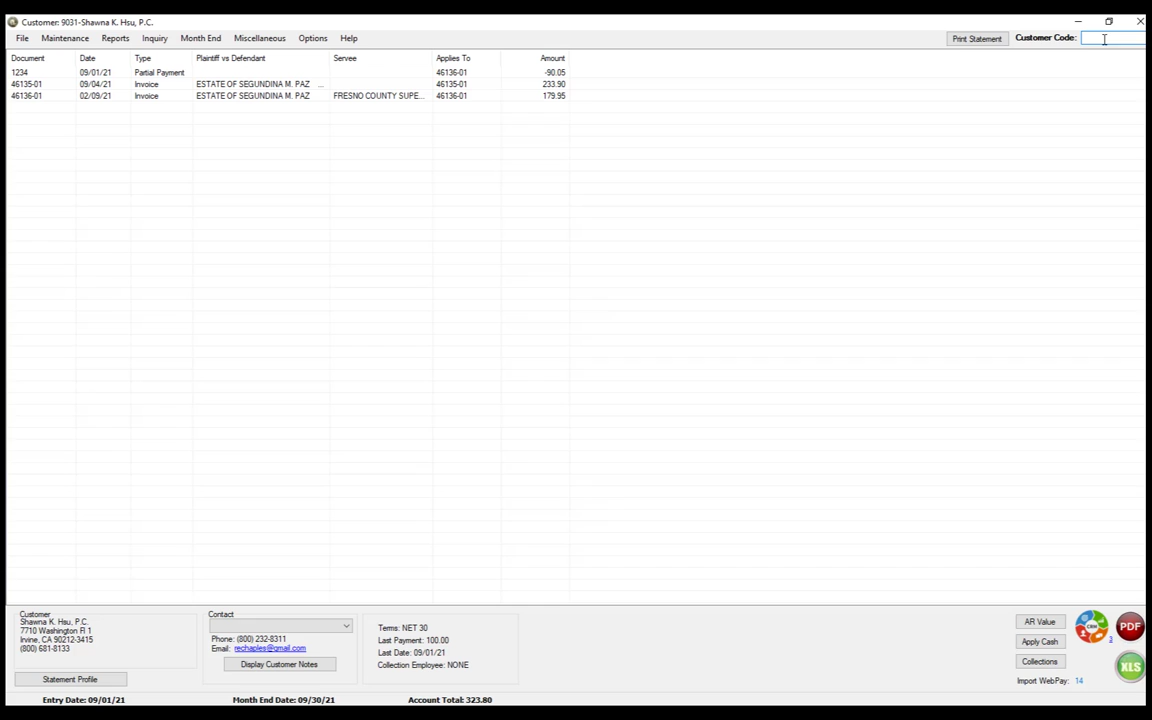 Customer: 9031-Shawna K. Hsu, P.C.
File Maintenance Reports Inquiry Month End Miscellaneous Options Help Print Statement Customer Code:
Document Date Type Plaintiff vs Defendant Servee Applies To Amount
1234 09/01/21 Partial Payment 46136-01 -90.05
46135-01 09/04/21 Invoice ESTATE OF SEGUNDINA M. PAZ ... 46135-01 233.90
46136-01 02/09/21 Invoice ESTATE OF SEGUNDINA M. PAZ FRESNO COUNTY SUPE... 46136-01 179.95
Customer
Shawna K. Hsu, P.C.
7710 Washington Fl 1
Irvine, CA 90212-3415
(800) 681-8133
Statement Profile
Contact
Phone: (800) 232-8311
Email: rechaples@gmail.com
Display Customer Notes
Terms: NET 30
Last Payment: 100.00
Last Date: 09/01/21
Collection Employee: NONE
AR Value
Apply Cash
Collections
Import WebPay: 14
CRM
3
PDF
XLS
Entry Date: 09/01/21 Month End Date: 09/30/21 Account Total: 323.80